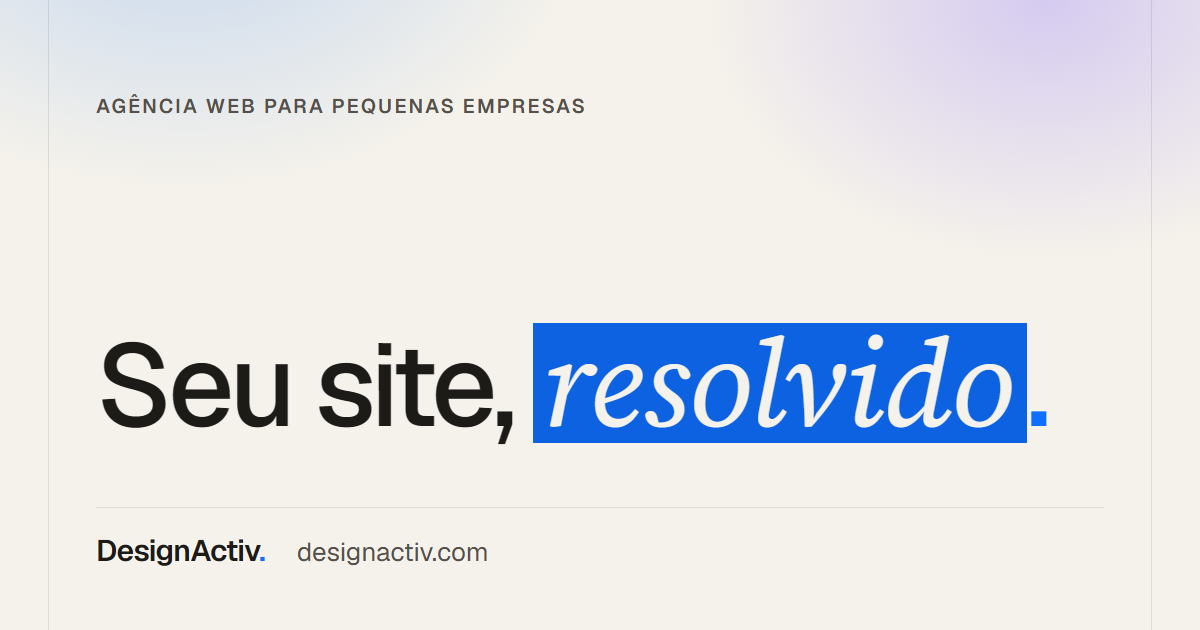 AGÊNCIA WEB PARA PEQUENAS EMPRESAS
Seu site, resolvido.
DesignActiv. designactiv.com